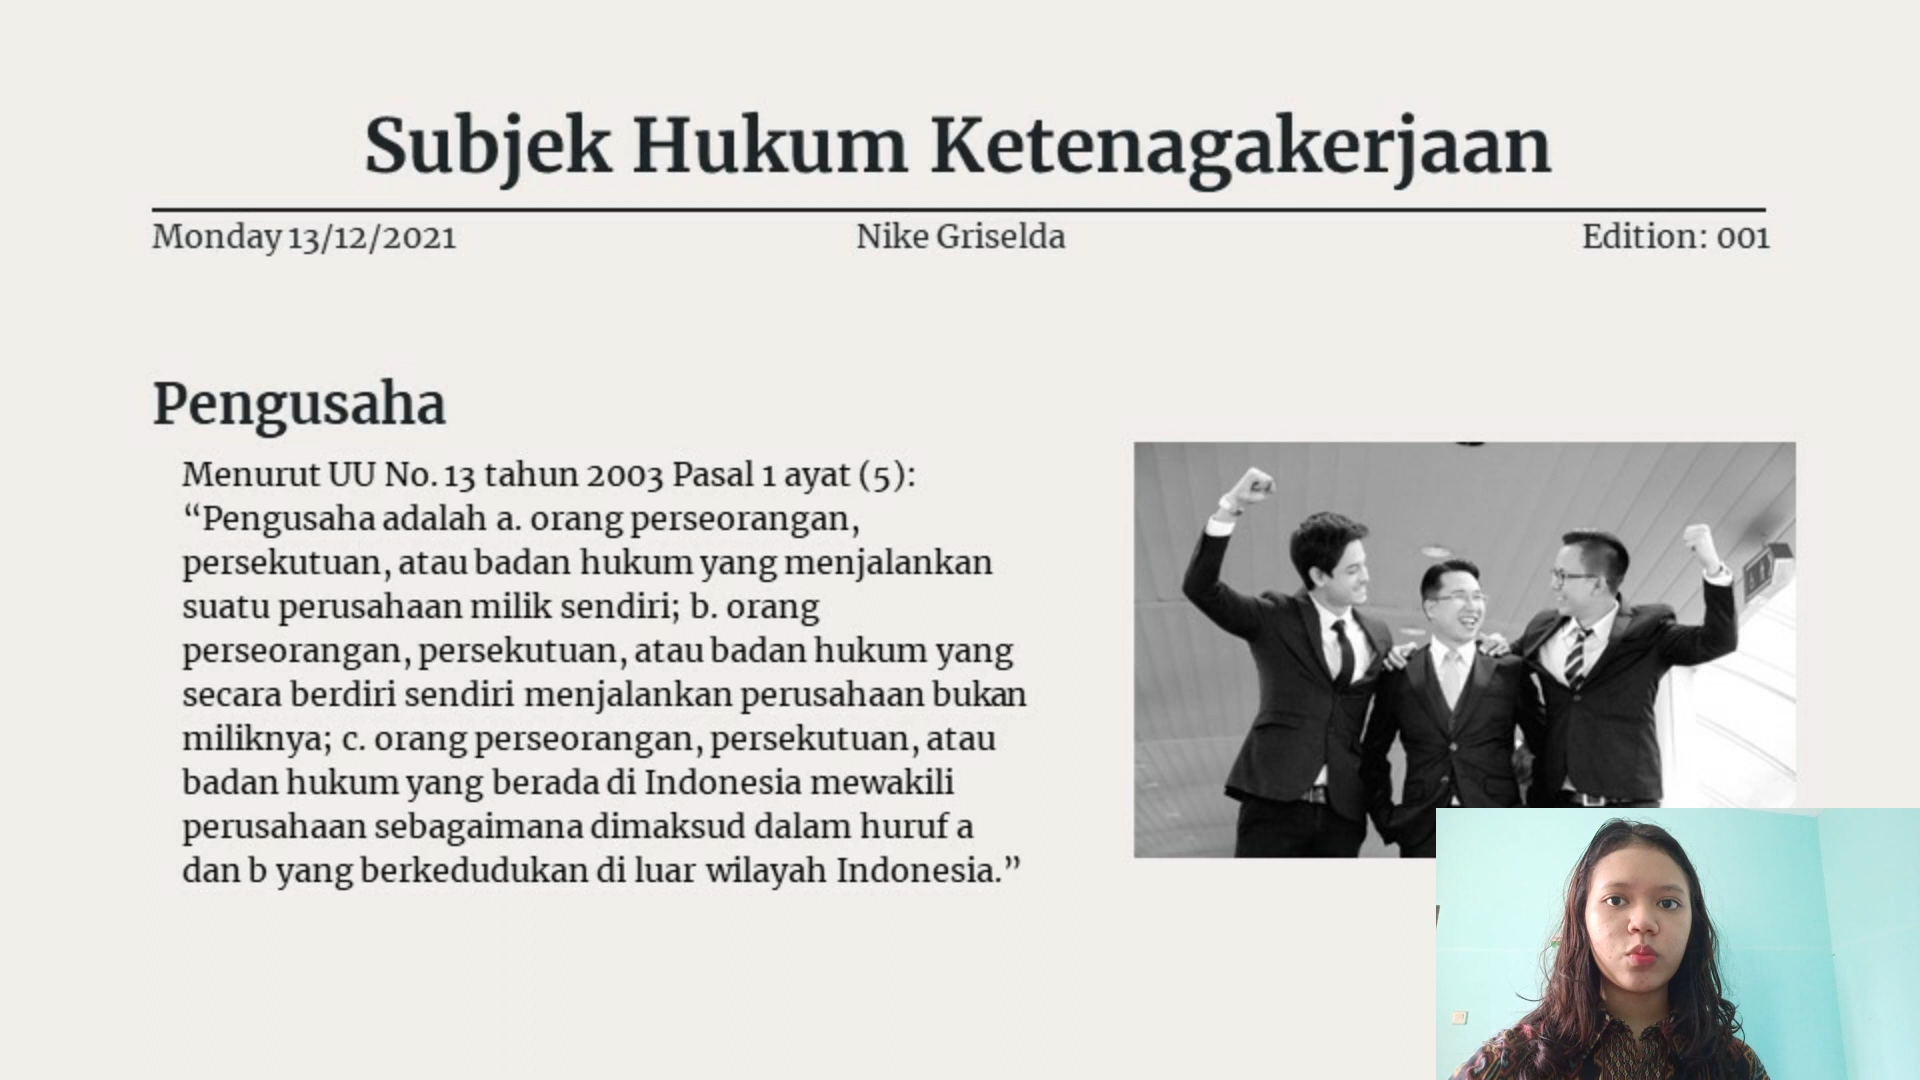 Subjek Hukum Ketenagakerjaan
Monday 13/12/2021
Nike Griselda
Edition: 001
Pengusaha
Menurut UU No. 13 tahun 2003 Pasal 1 ayat (5):
“Pengusaha adalah a. orang perseorangan,
persekutuan, atau badan hukum yang menjalankan
suatu perusahaan milik sendiri; b. orang
perseorangan, persekutuan, atau badan hukum yang
secara berdiri sendiri menjalankan perusahaan bukan
miliknya; c. orang perseorangan, persekutuan, atau
badan hukum yang berada di Indonesia mewakili
perusahaan sebagaimana dimaksud dalam huruf a
dan b yang berkedudukan di luar wilayah Indonesia.”